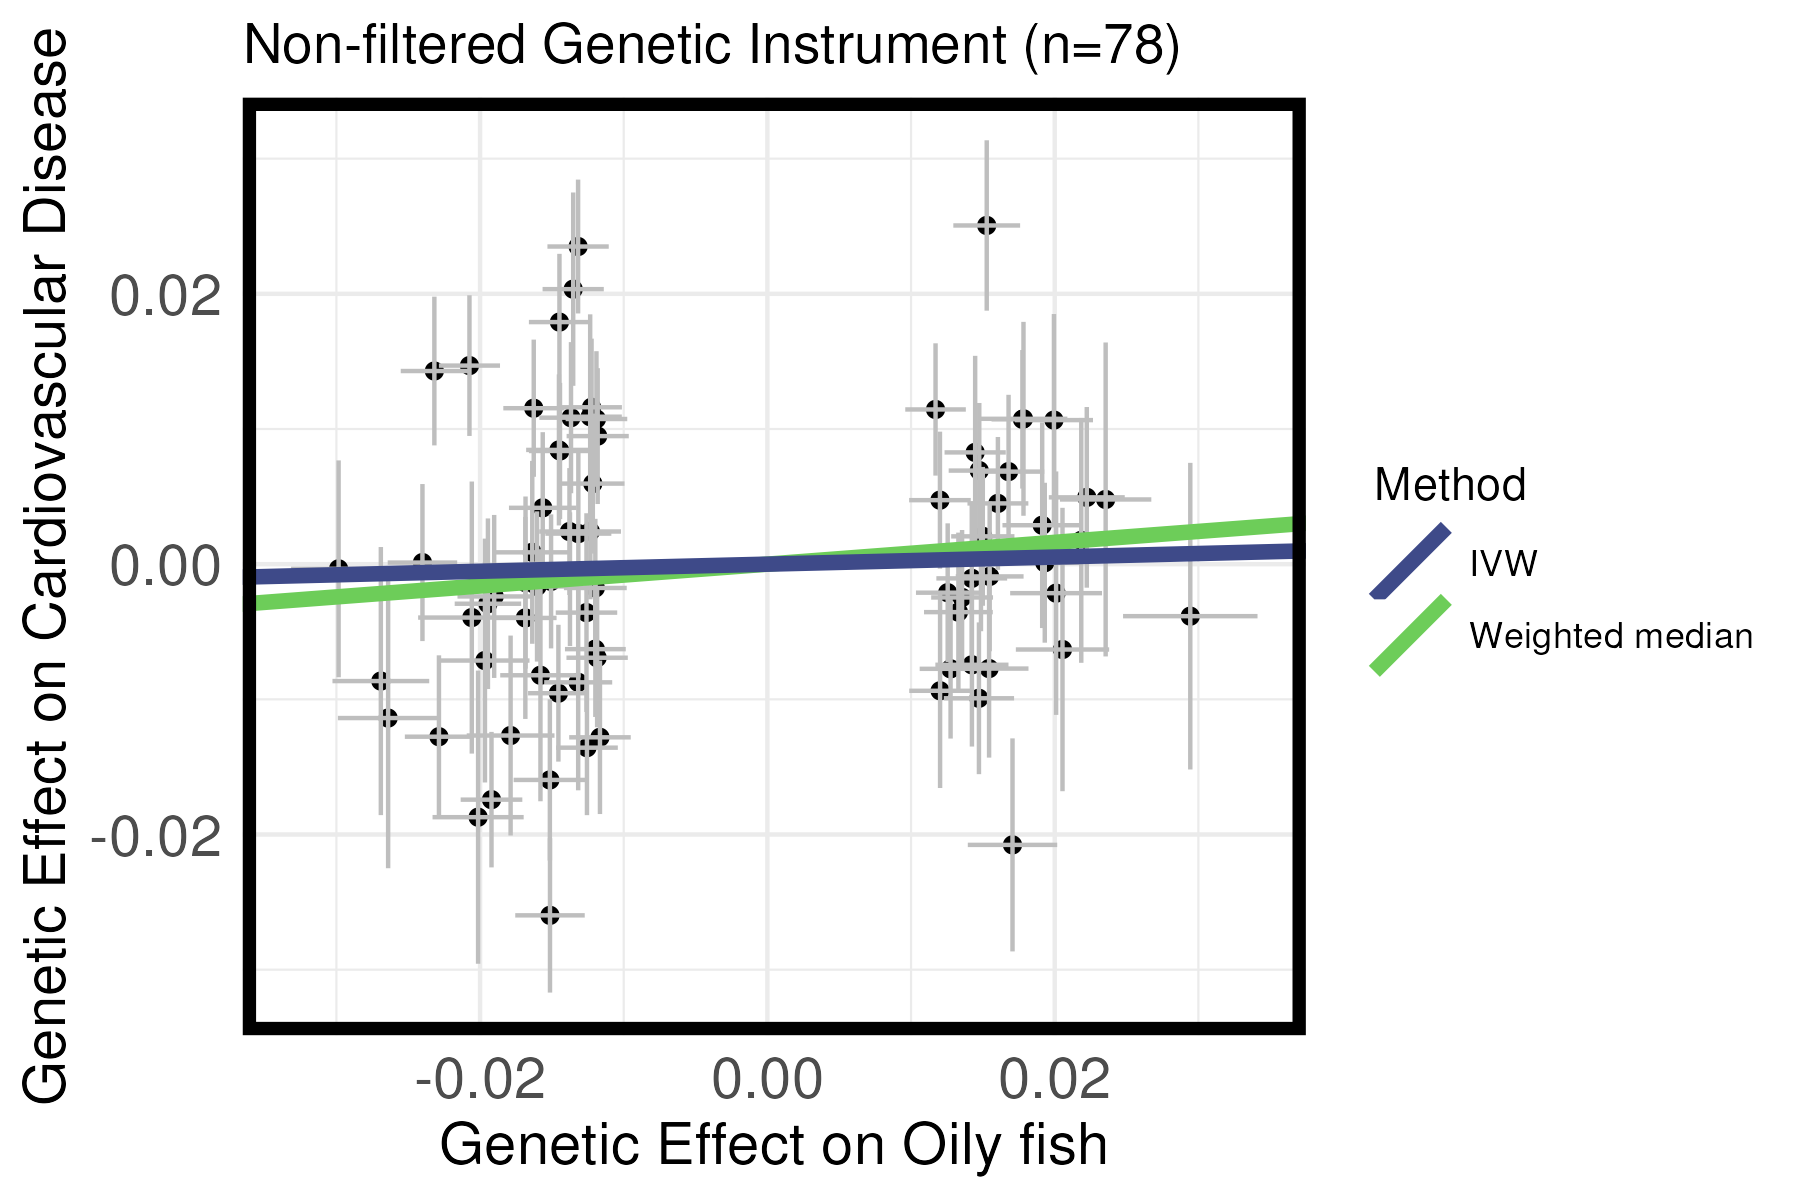 Non-filtered Genetic Instrument (n=78)
Genetic Effect on Cardiovascular Disease
0.02
0.00
-0.02
-0.02
0.00
0.02
Genetic Effect on Oily fish
Method
IVW
Weighted median